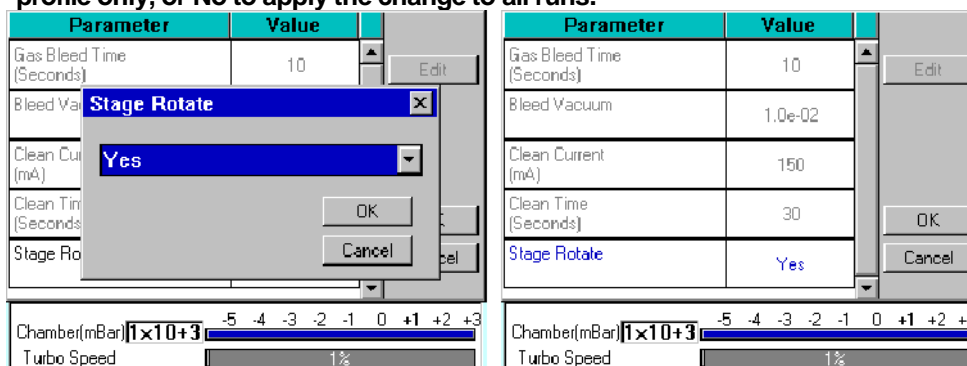 profile only, or No to apply the change to all runs.
Parameter Value
Gas Bleed Time
(Seconds)
10
Edit
Bleed
Stage Rotate
Yes
Clean
(mA)
Clean
(Seconds
OK
Stage
Cancel
Chamber(mBar) 1x10+3
-5 -4 -3 -2 -1 0 +1 +2 +3
Turbo Speed
1%
Parameter Value
Gas Bleed Time
(Seconds)
10
Edit
Bleed Vacuum
1.0e-02
Clean Current
(mA)
150
Clean Time
(Seconds)
30
OK
Stage Rotate
Yes
Cancel
Chamber(mBar) 1x10+3
-5 -4 -3 -2 -1 0 +1 +2
Turbo Speed
1%